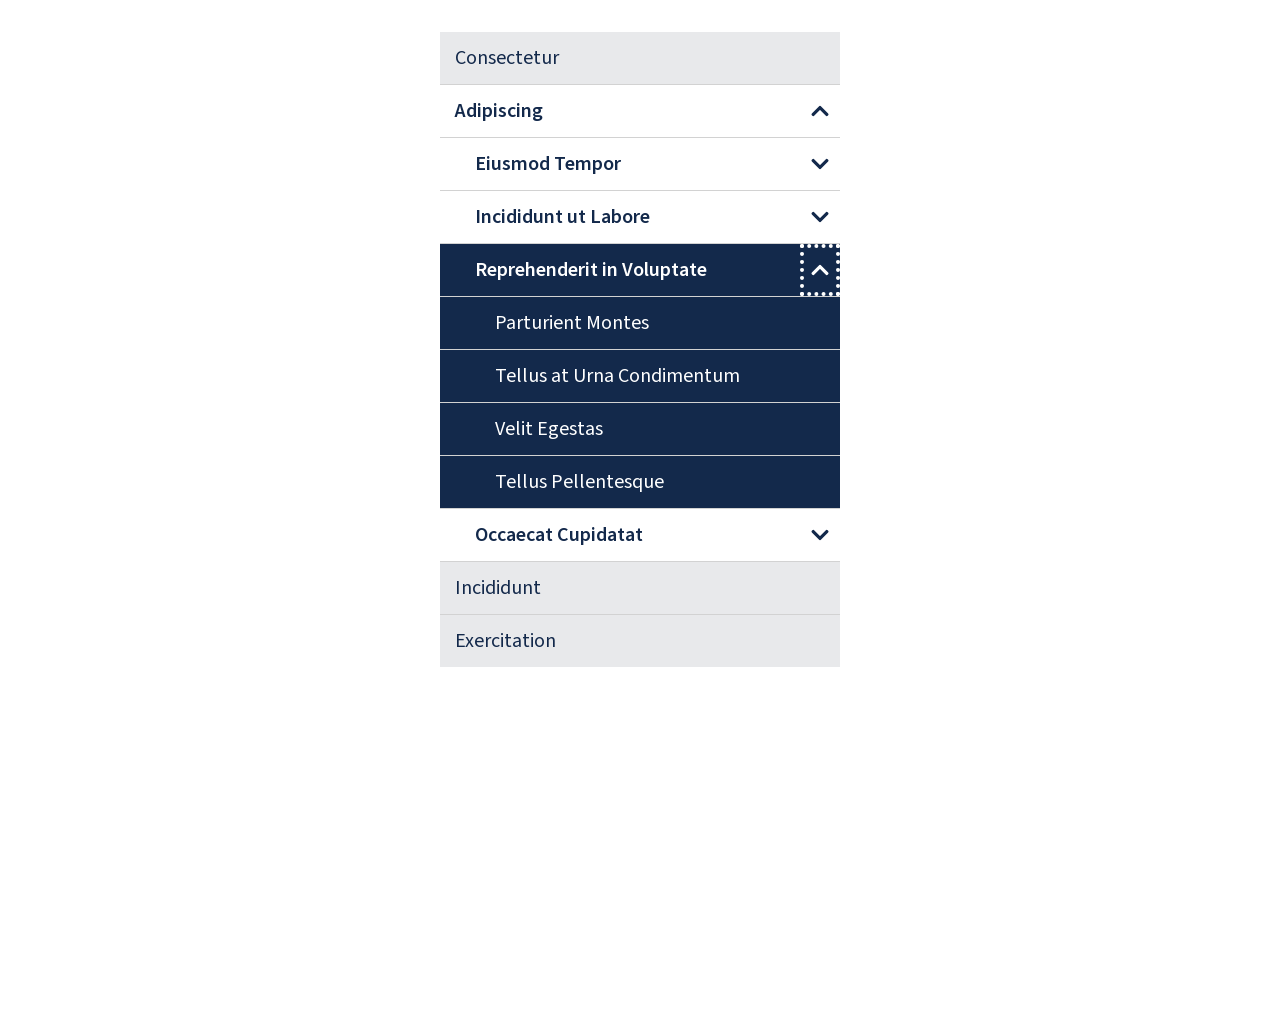 Consectetur
Adipiscing
Eiusmod Tempor
Incididunt ut Labore
Reprehenderit in Voluptate
Parturient Montes
Tellus at Urna Condimentum
Velit Egestas
Tellus Pellentesque
Occaecat Cupidatat
Incididunt
Exercitation